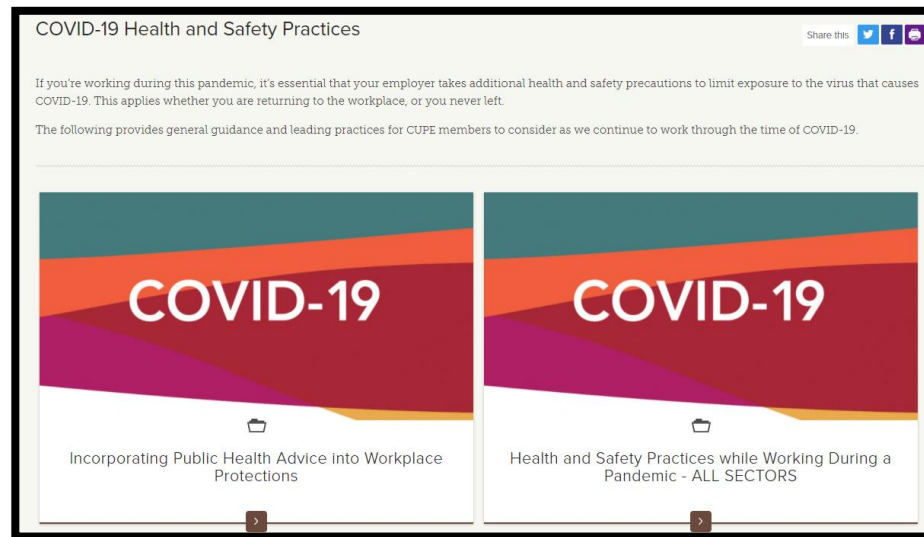 COVID-19 Health and Safety Practices
Share this
If you're working during this pandemic, it's essential that your employer takes additional health and safety precautions to limit exposure to the virus that causes
COVID-19. This applies whether you are returning to the workplace, or you never left.
The following provides general guidance and leading practices for CUPE members to consider as we continue to work through the time of COVID-19.
COVID-19
Incorporating Public Health Advice into Workplace
Protections
COVID-19
Health and Safety Practices while Working During a
Pandemic - ALL SECTORS